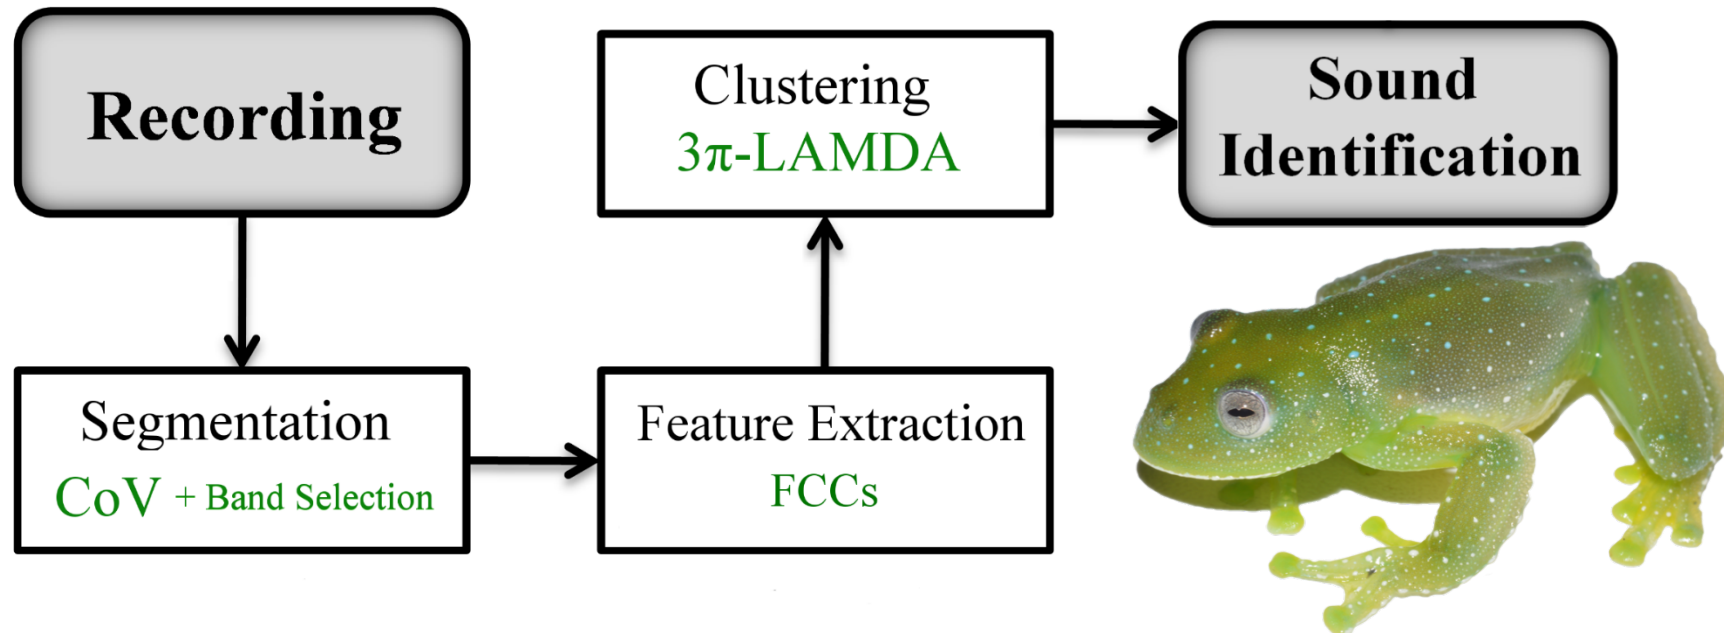 Recording
Segmentation
CoV + Band Selection
Feature Extraction
FCCs
Clustering
3π-LAMDA
Sound
Identification